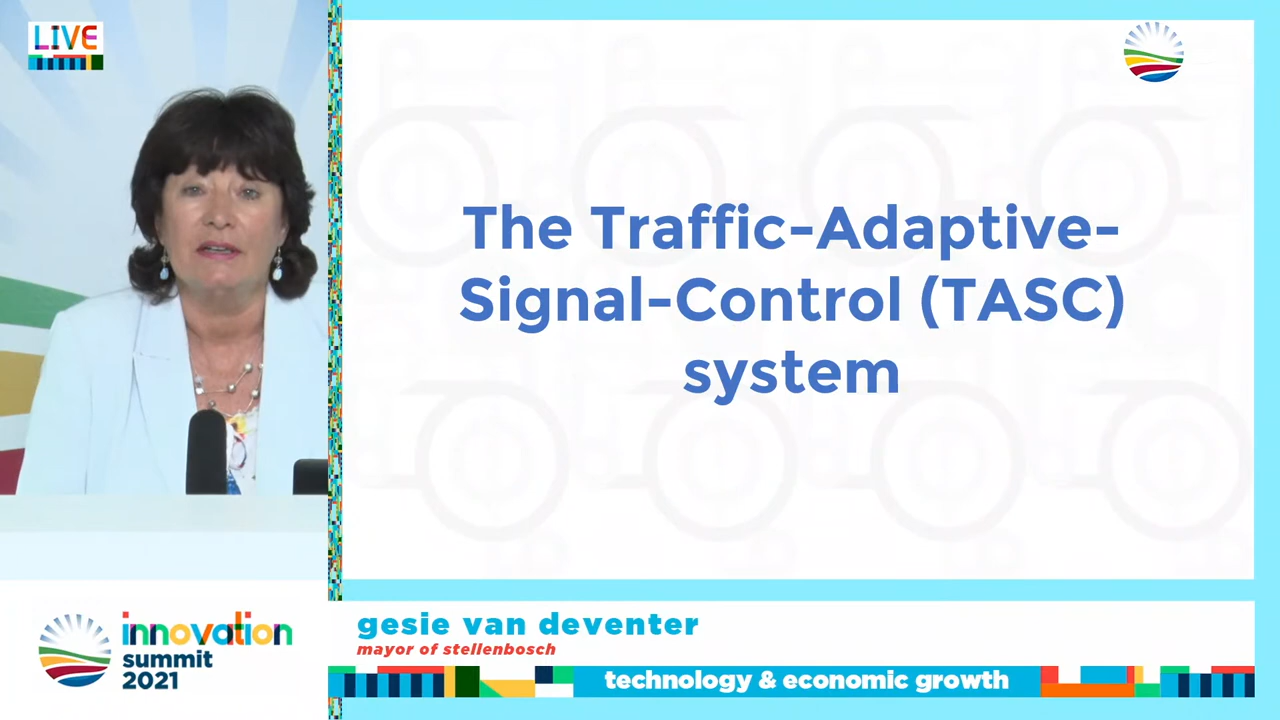 LIVE
The Traffic-Adaptive-
Signal-Control (TASC)
system
innovation
summit
2021
gesie van deventer
mayor of stellenbosch
technology & economic growth